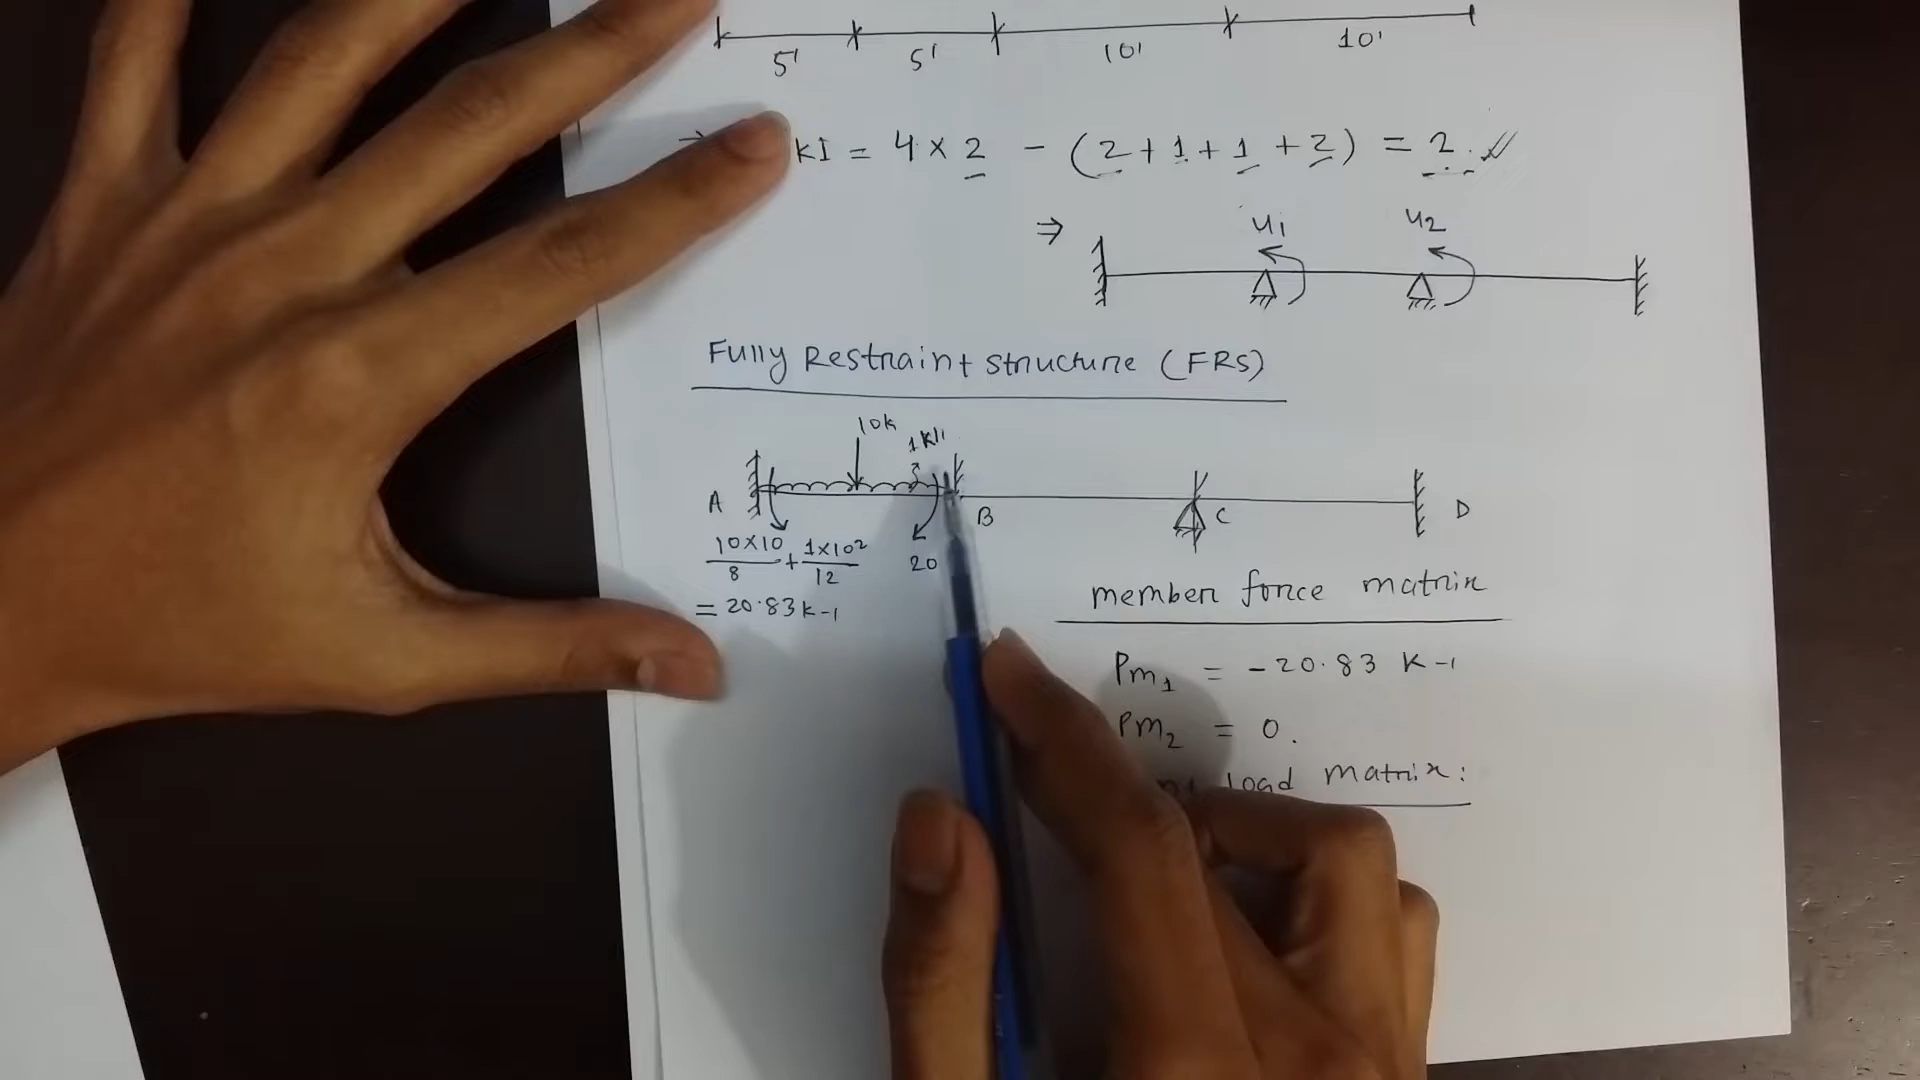 5' 5' 10' 10'
KI = 4 × 2 - (2+1+1+2) = 2.
⇒ u1 u2
Fully Restraint structure (FRS)
10k 1k/'
A B C D
10×10/8 + 1×10²/12 20
= 20.83 k-'
member force matrix
Pm1 = -20.83 K-'
Pm2 = 0.
load matrix: